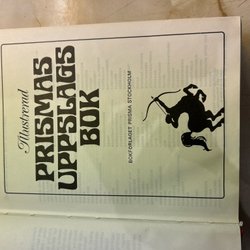 Illustrerad
PRISMAS
UPPSLAGS
BOK
BOKFÖRLAGET PRISMA STOCKHOLM